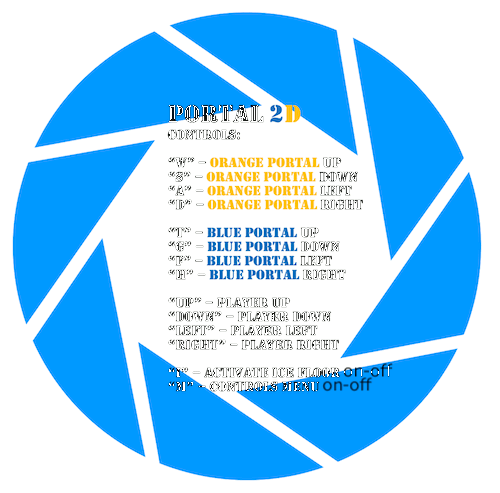 PORTAL 2D
CONTROLS:
"W" – ORANGE PORTAL UP
"S" – ORANGE PORTAL DOWN
"A" – ORANGE PORTAL LEFT
"D" – ORANGE PORTAL RIGHT
"T" – BLUE PORTAL UP
"G" – BLUE PORTAL DOWN
"F" – BLUE PORTAL LEFT
"H" – BLUE PORTAL RIGHT
"UP" – PLAYER UP
"DOWN" – PLAYER DOWN
"LEFT" – PLAYER LEFT
"RIGHT" – PLAYER RIGHT
– ACTIVATE ICE FLOOR on-off
"M" – CONTROLS MENU on-off